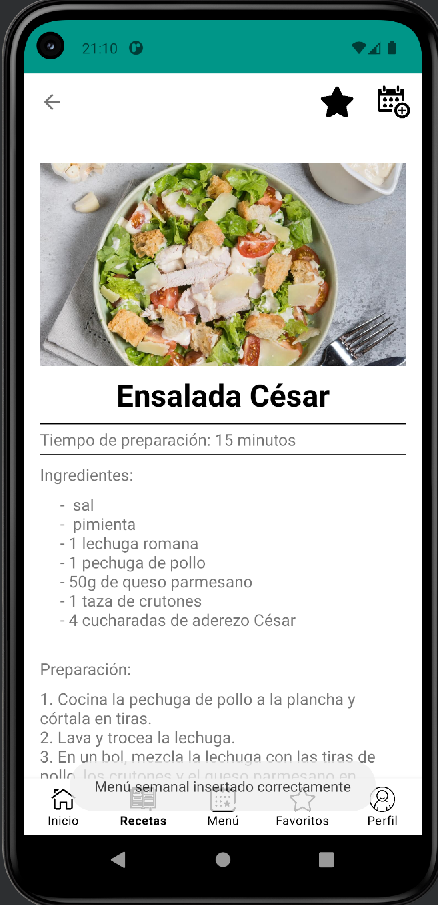 21:10
Ensalada César
Tiempo de preparación: 15 minutos
Ingredientes:
- sal
- pimienta
- 1 lechuga romana
- 1 pechuga de pollo
- 50g de queso parmesano
- 1 taza de crutones
- 4 cucharadas de aderezo César
Preparación:
1. Cocina la pechuga de pollo a la plancha y
córtala en tiras.
2. Lava y trocea la lechuga.
3. En un bol, mezcla la lechuga con las tiras de
pollo, los crutones y el queso parmesano en
Menú semanal insertado correctamente
Inicio
Recetas
Menú
Favoritos
Perfil